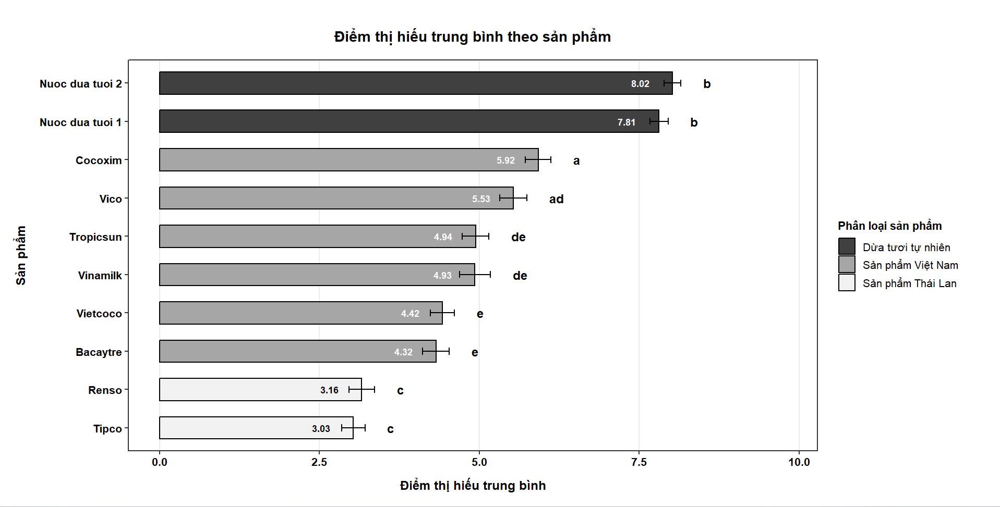 Điểm thị hiếu trung bình theo sản phẩm
Nuoc dua tuoi 2 8.02 b
Nuoc dua tuoi 1 7.81 b
Cocoxim 5.92 a
Vico 5.53 ad
Tropicsun 4.94 de
Vinamilk 4.93 de
Vietcoco 4.42 e
Bacaytre 4.32 e
Renso 3.16 c
Tipco 3.03 c
0.0 2.5 5.0 7.5 10.0
Điểm thị hiếu trung bình
Sản phẩm
Phân loại sản phẩm
Dừa tươi tự nhiên
Sản phẩm Việt Nam
Sản phẩm Thái Lan